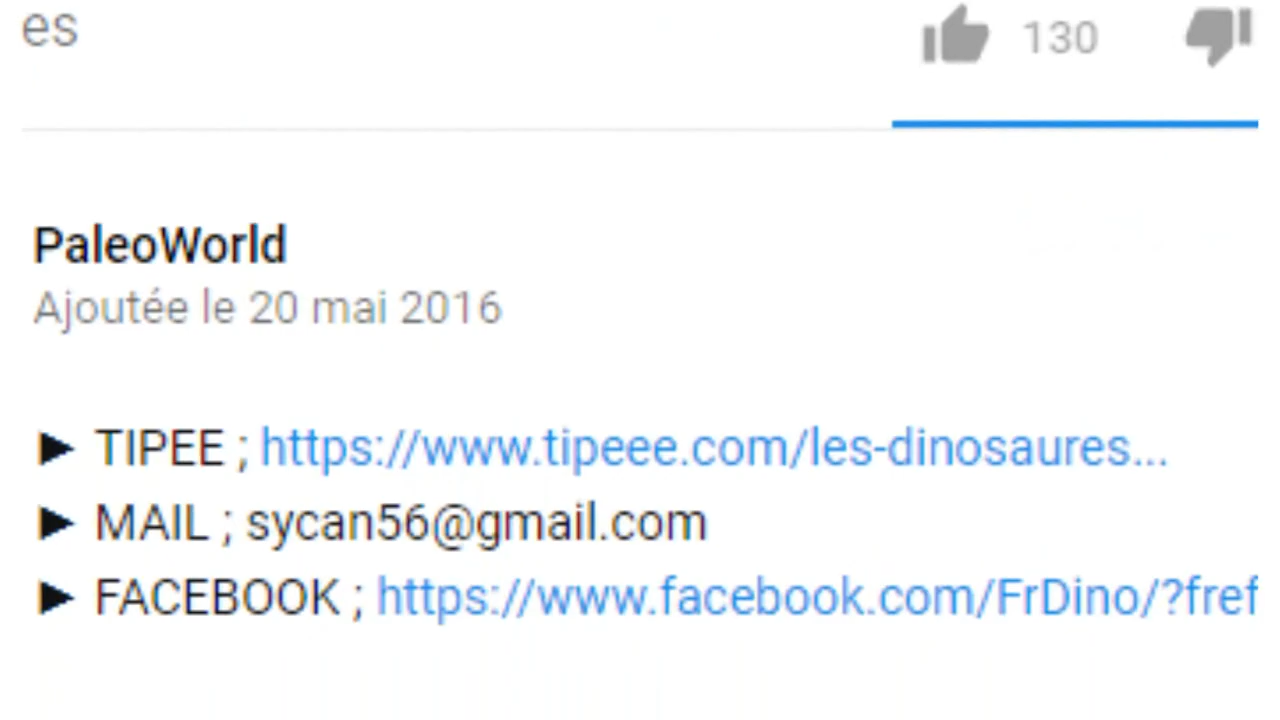 es
130
PaleoWorld
Ajoutée le 20 mai 2016
► TIPEE ; https://www.tipeee.com/les-dinosaures...
► MAIL ; sycan56@gmail.com
► FACEBOOK ; https://www.facebook.com/FrDino/?fref